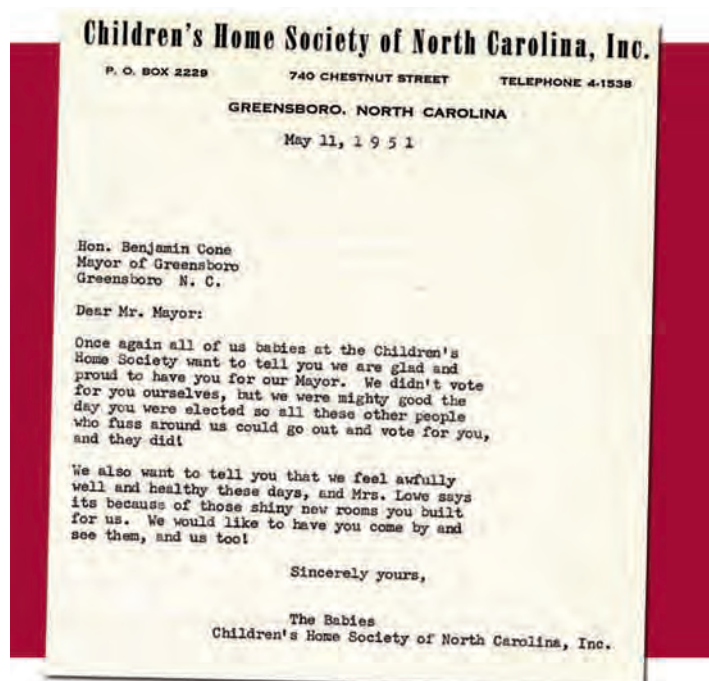 Children's Home Society of North Carolina, Inc.
P. O. BOX 2229 740 CHESTNUT STREET TELEPHONE 4-1538
GREENSBORO, NORTH CAROLINA
May 11, 1 9 5 1
Hon. Benjamin Cone
Mayor of Greensboro
Greensboro N. C.
Dear Mr. Mayor:
Once again all of us babies at the Children's
Home Society want to tell you we are glad and
proud to have you for our Mayor. We didn't vote
for you ourselves, but we were mighty good the
day you were elected so all these other people
who fuss around us could go out and vote for you,
and they did!
We also want to tell you that we feel awfully
well and healthy these days, and Mrs. Lowe says
its because of those shiny new rooms you built
for us. We would like to have you come by and
see them, and us too!
Sincerely yours,
The Babies
Children's Home Society of North Carolina, Inc.